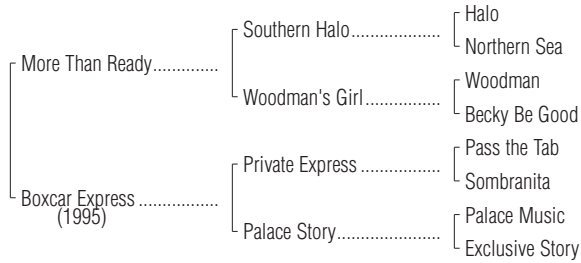 Halo
Southern Halo....................
Northern Sea
More Than Ready..............
Woodman
Woodman's Girl.................
Becky Be Good
Pass the Tab
Private Express ..................
Sombranita
Boxcar Express .................
(1995)
Palace Music
Palace Story.......................
Exclusive Story